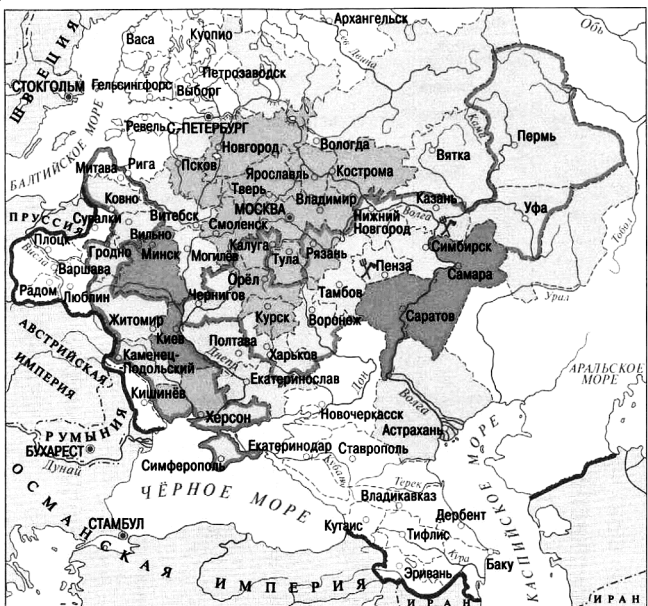 Архангельск
Обь
Васа
Куопио
Сев. Двина
ШВЕЦИЯ
Петрозаводск
СТОКГОЛЬМ
Гельсингфорс
Выборг
Кама
БАЛТИЙСКОЕ МОРЕ
Ревель
С.-ПЕТЕРБУРГ
Пермь
Новгород
Вологда
Вятка
Митава
Рига
Псков
Ярославль
Кострома
Тверь
Ковно
Владимир
Казань
ПРУССИЯ
Сувалки
Витебск
МОСКВА
Волга
Уфа
Смоленск
Нижний
Новгород
Тобол
Плоцк
Вильно
Калуга
Симбирск
Висла
Гродно
Минск
Могилёв
Тула
Рязань
Варшава
Пенза
Самара
Орёл
Радом
Люблин
Чернигов
Тамбов
Урал
Житомир
Курск
Воронеж
Саратов
АВСТРИЙСКАЯ
ИМПЕРИЯ
Киев
Полтава
Каменец-
Подольский
Днепр
Харьков
АРАЛЬСКОЕ
МОРЕ
Екатеринослав
Дон
Кишинёв
Волга
Херсон
Новочеркасск
РУМЫНИЯ
Астрахань
БУХАРЕСТ
Екатеринодар
Ставрополь
Дунай
Симферополь
Кубань
ЧЁРНОЕ МОРЕ
Терек
КАСПИЙСКОЕ МОРЕ
Владикавказ
Дербент
СТАМБУЛ
Кутаис
Тифлис
Кура
Баку
ОСМАНСКАЯ ИМПЕРИЯ
Эривань
ИРАН
ИРАН